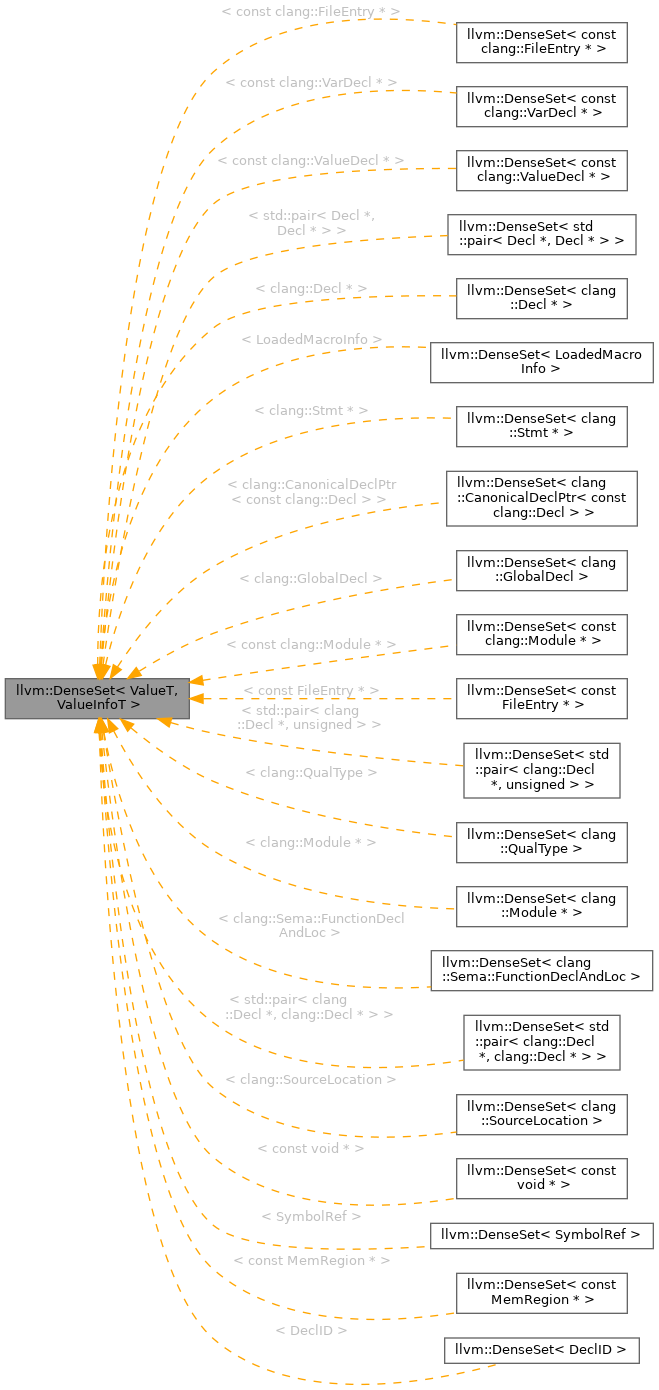 < const clang::FileEntry * >
llvm::DenseSet< const
clang::FileEntry * >
< const clang::VarDecl * >
llvm::DenseSet< const
clang::VarDecl * >
< const clang::ValueDecl * >
llvm::DenseSet< const
clang::ValueDecl * >
< std::pair< Decl *,
Decl * > >
llvm::DenseSet< std
::pair< Decl *, Decl * > >
< clang::Decl * >
llvm::DenseSet< clang
::Decl * >
< LoadedMacroInfo >
llvm::DenseSet< LoadedMacro
Info >
< clang::Stmt * >
llvm::DenseSet< clang
::Stmt * >
< clang::CanonicalDeclPtr
< const clang::Decl > >
llvm::DenseSet< clang
::CanonicalDeclPtr< const
clang::Decl > >
< clang::GlobalDecl >
llvm::DenseSet< clang
::GlobalDecl >
< const clang::Module * >
llvm::DenseSet< const
clang::Module * >
llvm::DenseSet< ValueT,
ValueInfoT >
< const FileEntry * >
llvm::DenseSet< const
FileEntry * >
< std::pair< clang
::Decl *, unsigned > >
llvm::DenseSet< std
::pair< clang::Decl
*, unsigned > >
< clang::QualType >
llvm::DenseSet< clang
::QualType >
< clang::Module * >
llvm::DenseSet< clang
::Module * >
< clang::Sema::FunctionDecl
AndLoc >
llvm::DenseSet< clang
::Sema::FunctionDeclAndLoc >
< std::pair< clang
::Decl *, clang::Decl * > >
llvm::DenseSet< std
::pair< clang::Decl
*, clang::Decl * > >
< clang::SourceLocation >
llvm::DenseSet< clang
::SourceLocation >
< const void * >
llvm::DenseSet< const
void * >
< SymbolRef >
llvm::DenseSet< SymbolRef >
< const MemRegion * >
llvm::DenseSet< const
MemRegion * >
< DeclID >
llvm::DenseSet< DeclID >